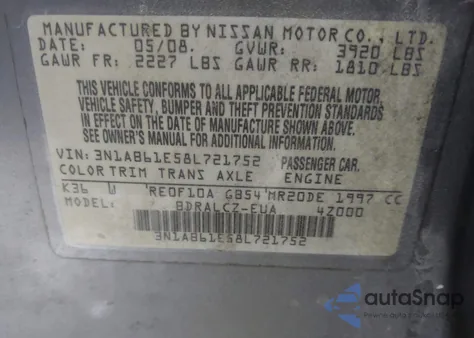 MANUFACTURED BY NISSAN MOTOR CO., LTD.
DATE: 05/08. GVWR: 3920 LBS
GAWR FR: 2227 LBS GAWR RR: 1810 LBS
THIS VEHICLE CONFORMS TO ALL APPLICABLE FEDERAL MOTOR
VEHICLE SAFETY, BUMPER AND THEFT PREVENTION STANDARDS
IN EFFECT ON THE DATE OF MANUFACTURE SHOWN ABOVE.
SEE OWNER'S MANUAL FOR ADDITIONAL INFORMATION
VIN: 3N1AB61E58L721752 PASSENGER CAR.
COLOR TRIM TRANS AXLE ENGINE
K36 U RE0F10A GB54 MR20DE 1997 CC
MODEL: BDRALCZ-EUA 4Z000
3N1AB61E58L721752
autoSnap